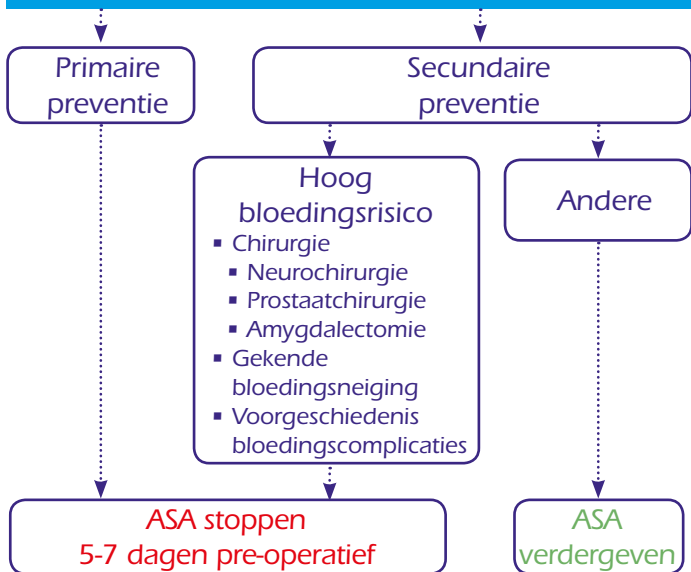 Primaire
preventie
Secundaire
preventie
Hoog
bloedingsrisico
▪ Chirurgie
▪ Neurochirurgie
▪ Prostaatchirurgie
▪ Amygdalectomie
▪ Gekende
bloedingsneiging
▪ Voorgeschiedenis
bloedingscomplicaties
Andere
ASA stoppen
5-7 dagen pre-operatief
ASA
verdergeven